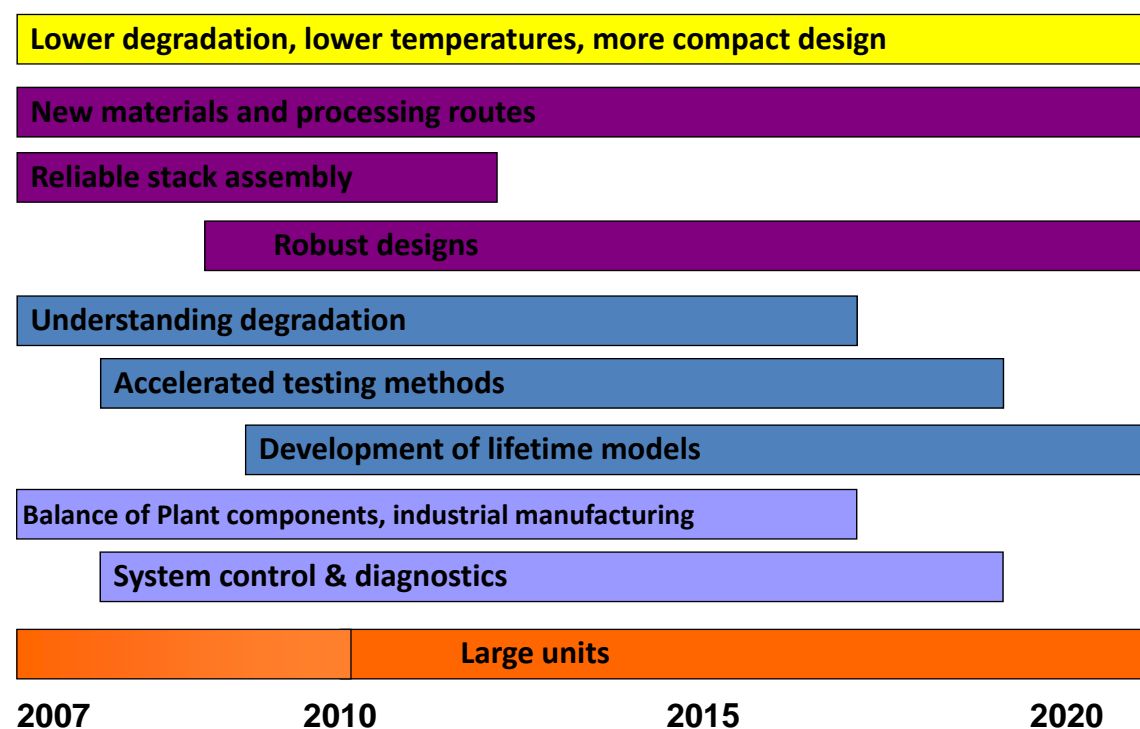 Lower degradation, lower temperatures, more compact design
New materials and processing routes
Reliable stack assembly
Robust designs
Understanding degradation
Accelerated testing methods
Development of lifetime models
Balance of Plant components, industrial manufacturing
System control & diagnostics
Large units
2007 2010 2015 2020